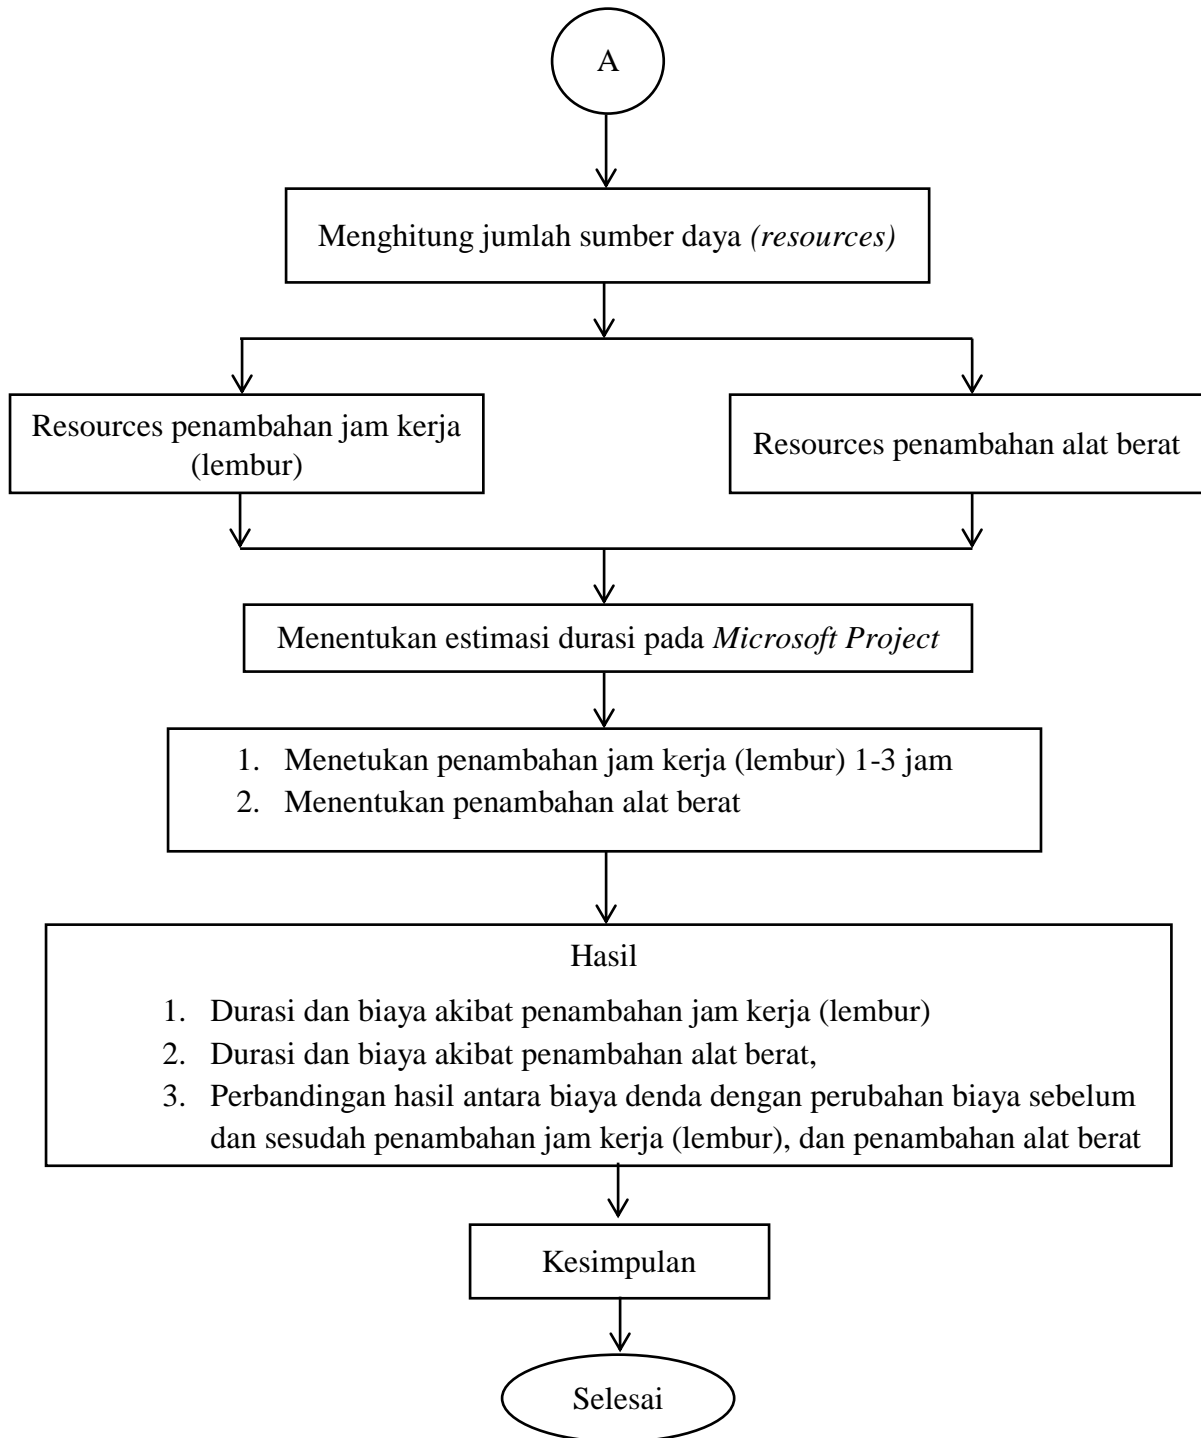 A
Menghitung jumlah sumber daya (resources)
Resources penambahan jam kerja
(lembur)
Resources penambahan alat berat
Menentukan estimasi durasi pada Microsoft Project
1. Menetukan penambahan jam kerja (lembur) 1-3 jam
2. Menentukan penambahan alat berat
Hasil
1. Durasi dan biaya akibat penambahan jam kerja (lembur)
2. Durasi dan biaya akibat penambahan alat berat,
3. Perbandingan hasil antara biaya denda dengan perubahan biaya sebelum
dan sesudah penambahan jam kerja (lembur), dan penambahan alat berat
Kesimpulan
Selesai